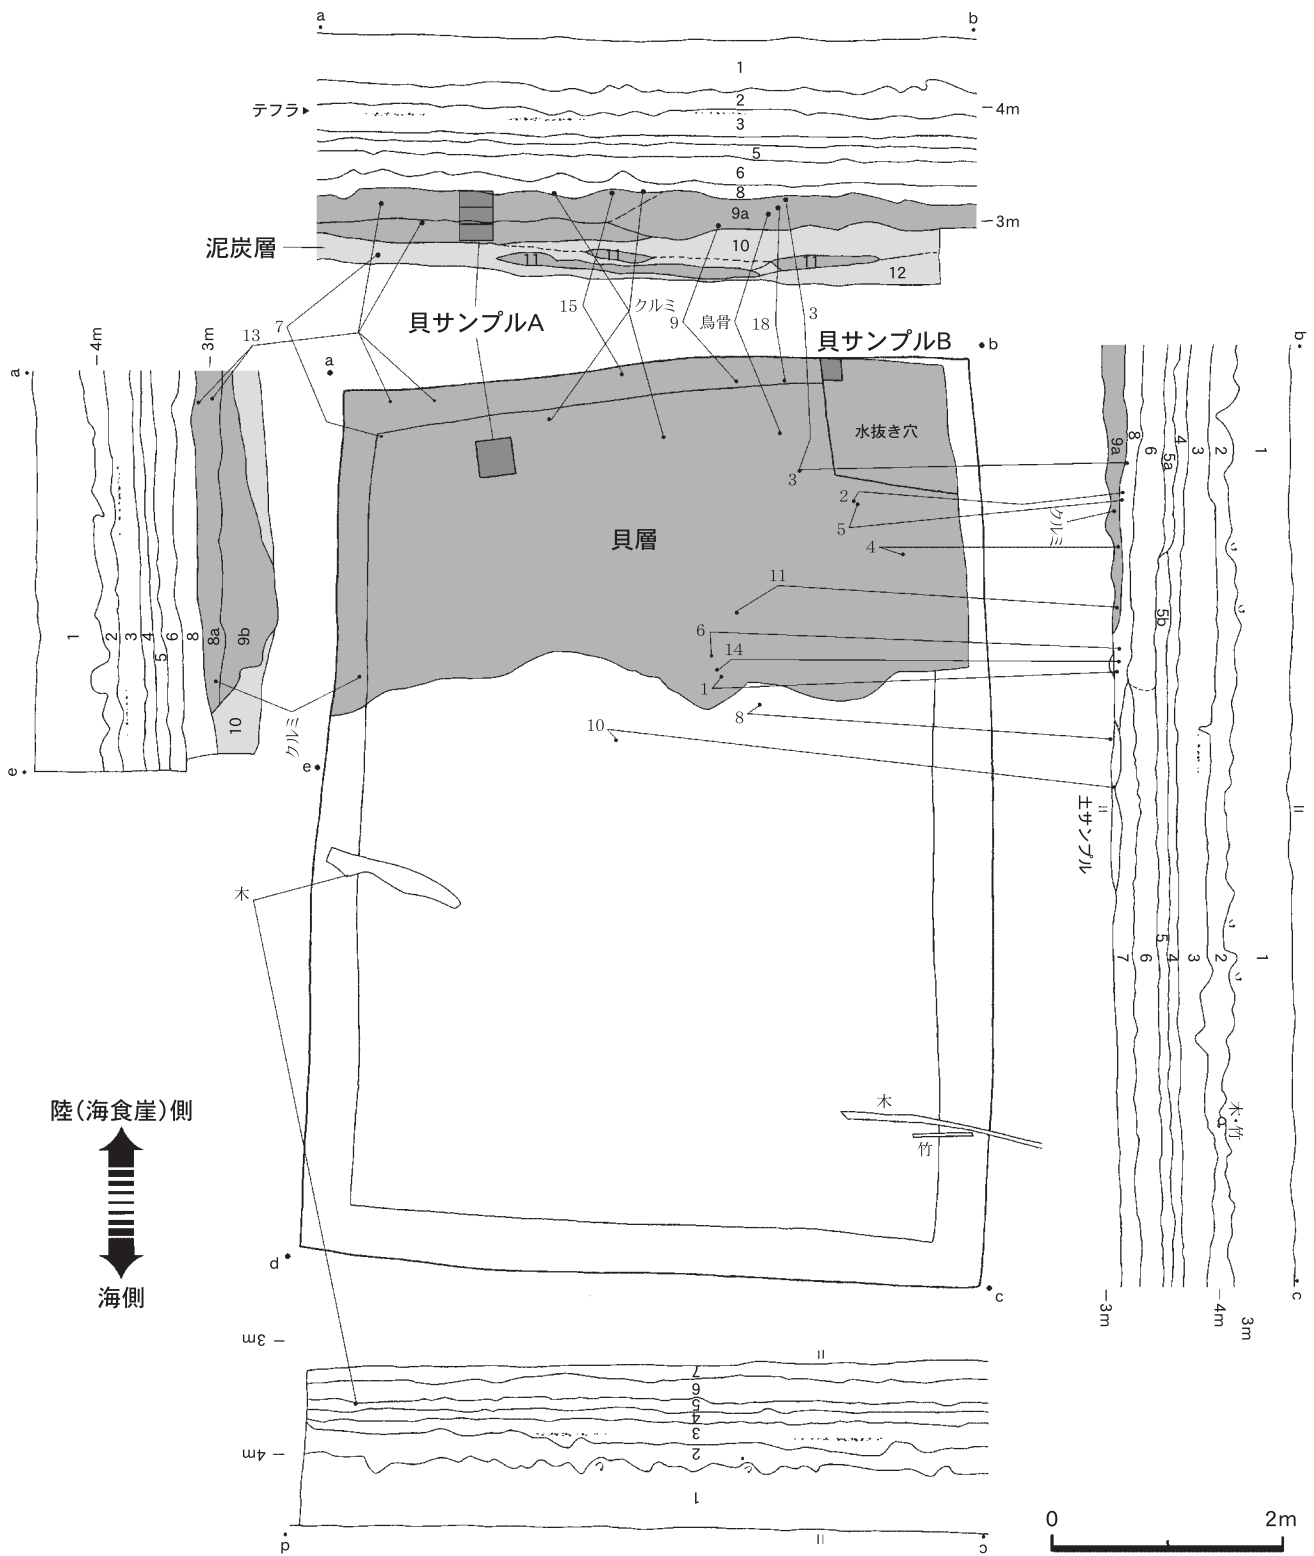 a
b
1
2
テフラ
4m
3
5
6
8
9a
3m
泥炭層
10
11
11
11
12
4m
3m
13
7
貝サンプルA
15
クルミ
9
鳥骨
18
3
貝サンプルB
a
b
a
b
水抜き穴
3
2
5
4
貝層
11
6
14
1
8
10
1
2
3
4
5
6
8
8a
9b
10
クルミ
e
e
9a
8
6
5a
4
3
2
1
クルミ
5b
土サンプル
7
6
5
4
3
2
1
木
木
竹
木・竹
陸(海食崖)側
海側
d
c
c
3m
4m
3m
3m
7
6
5
4
3
2
4m
1
d
c
0
2m